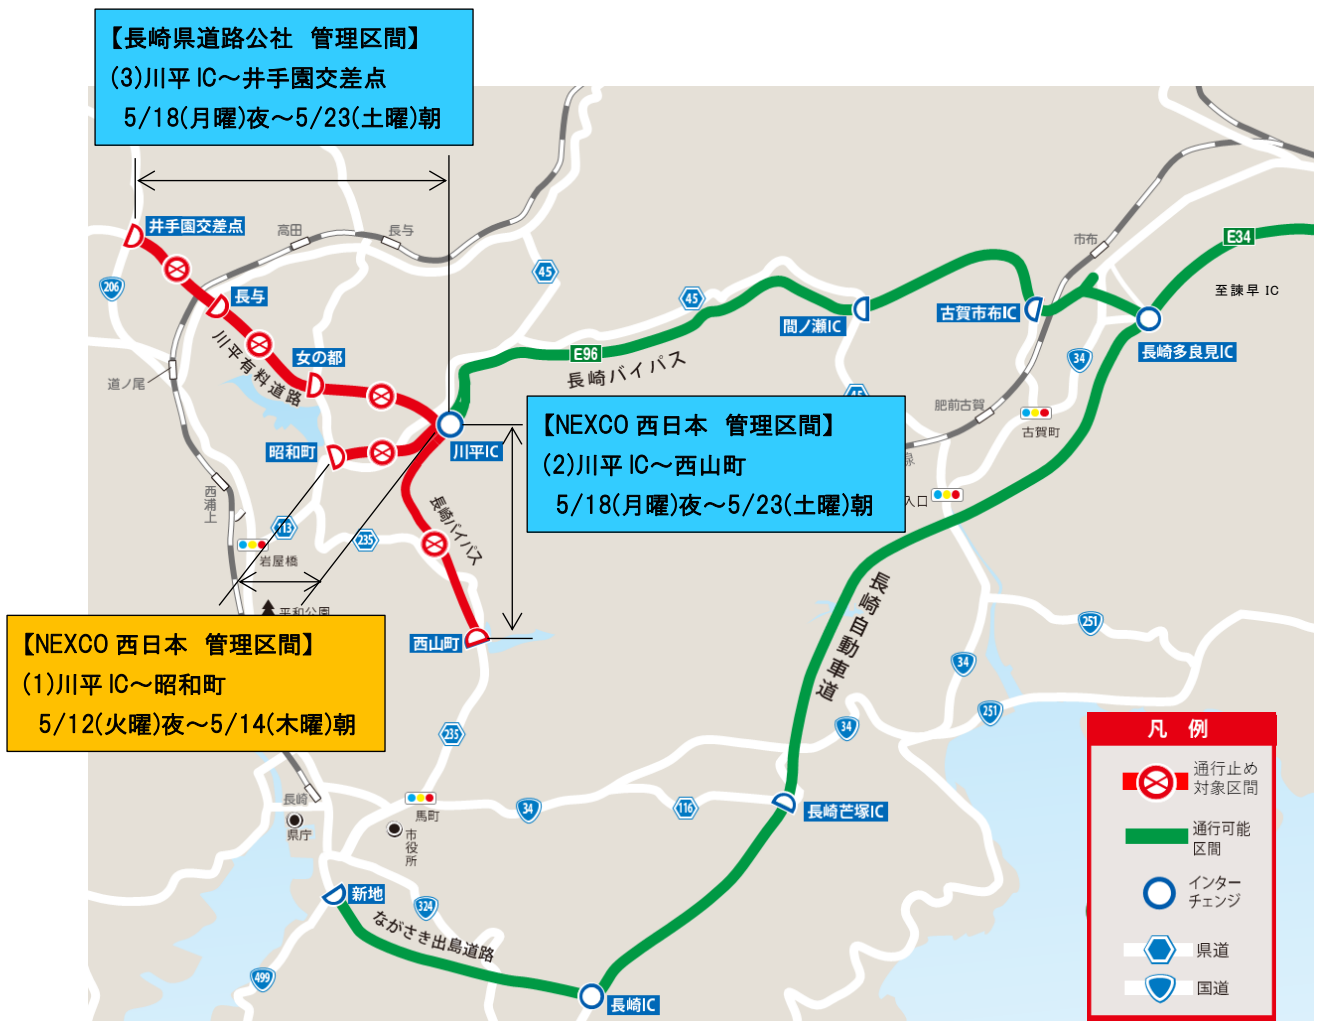 【長崎県道路公社　管理区間】
(3)川平 IC～井手園交差点
5/18(月曜)夜～5/23(土曜)朝
井手園交差点
高田
長与
市布
E34
至諫早 IC
206
45
45
長与
間ノ瀬IC
古賀市布IC
長崎多良見IC
川平有料道路
女の都
E96
長崎バイパス
34
道ノ尾
肥前古賀
古賀町
昭和町
川平IC
【NEXCO 西日本　管理区間】
(2)川平 IC～西山町
5/18(月曜)夜～5/23(土曜)朝
入口
西浦上
長崎バイパス
235
岩屋橋
平和公園
長崎自動車道
251
34
西山町
【NEXCO 西日本　管理区間】
(1)川平 IC～昭和町
5/12(火曜)夜～5/14(木曜)朝
251
34
235
長崎
県庁
馬町
市役所
34
116
長崎芒塚IC
新地
324
ながさき出島道路
499
長崎IC
凡 例
通行止め
対象区間
通行可能
区間
インター
チェンジ
県道
国道